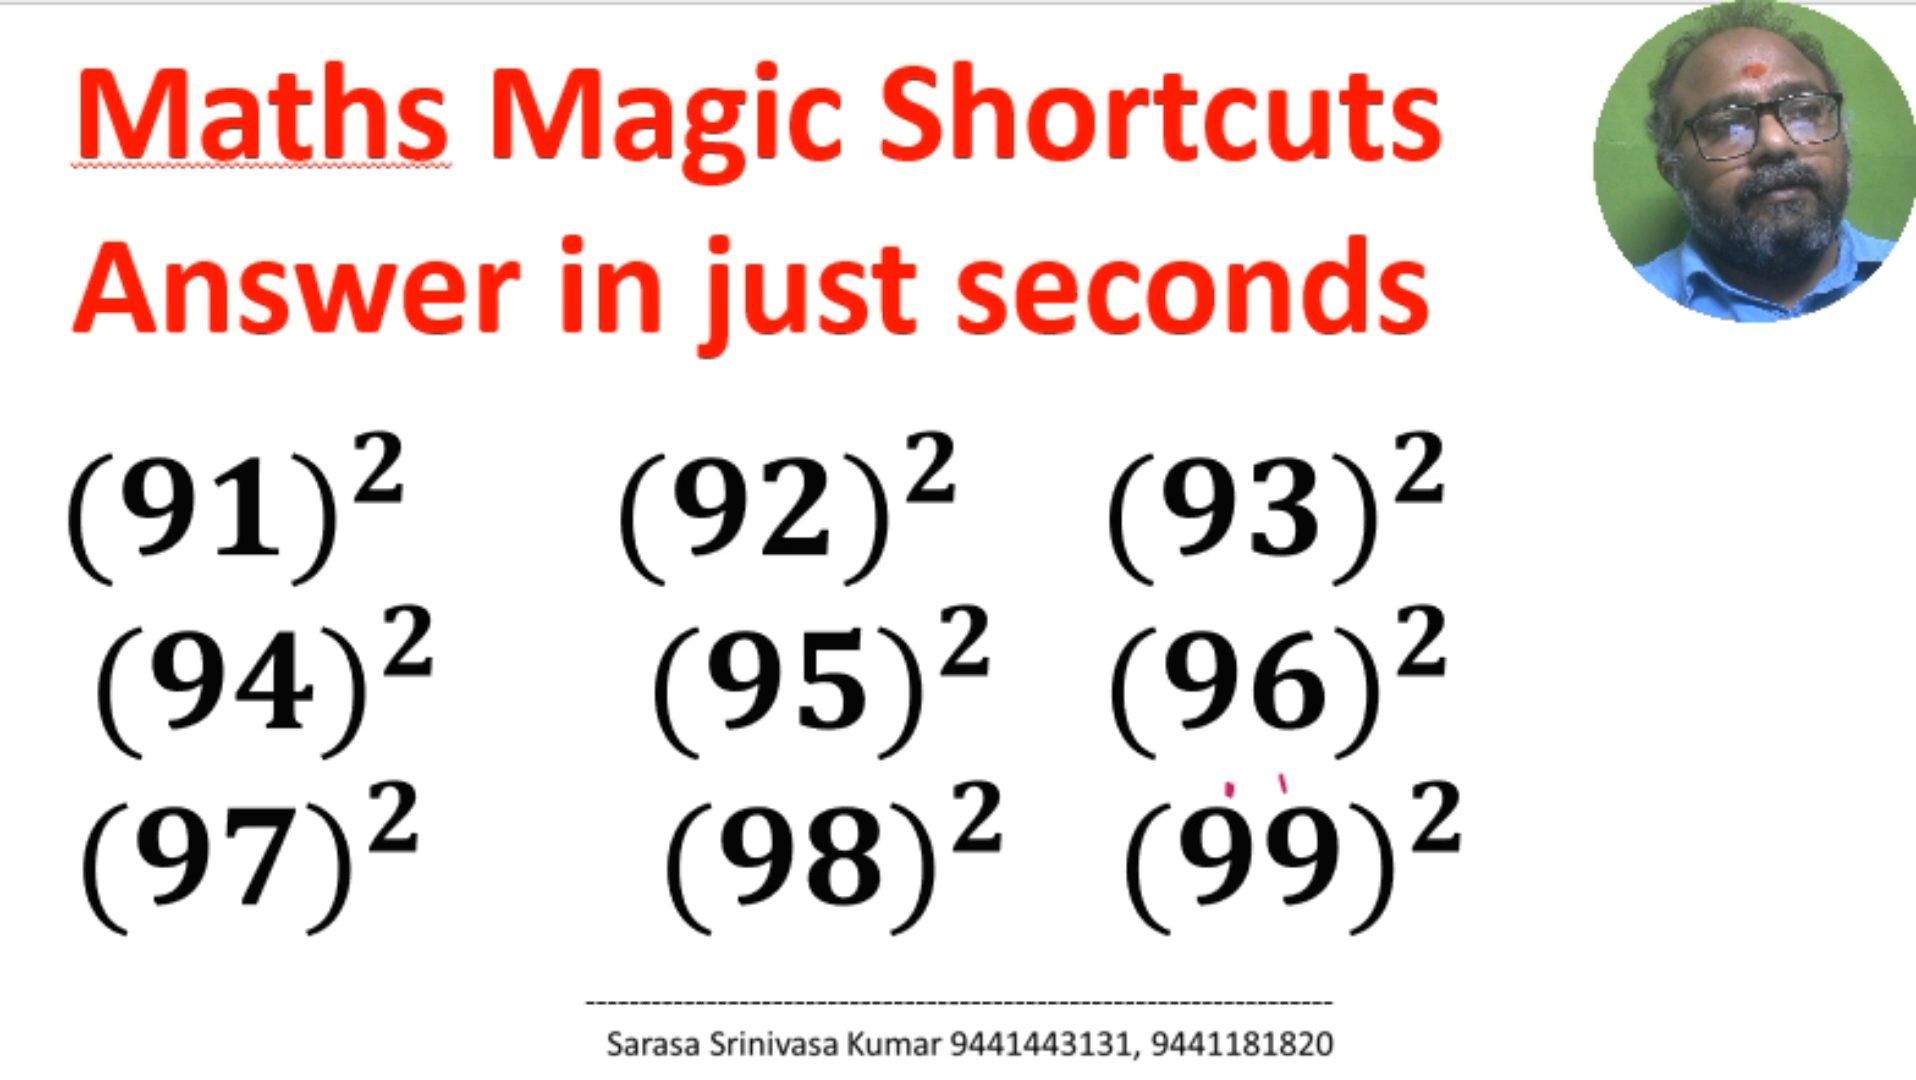 Maths Magic Shortcuts
Answer in just seconds
(91)² (92)² (93)²
(94)² (95)² (96)²
(97)² (98)² (99)²
--------------------------------------------------------------------
Sarasa Srinivasa Kumar 9441443131, 9441181820